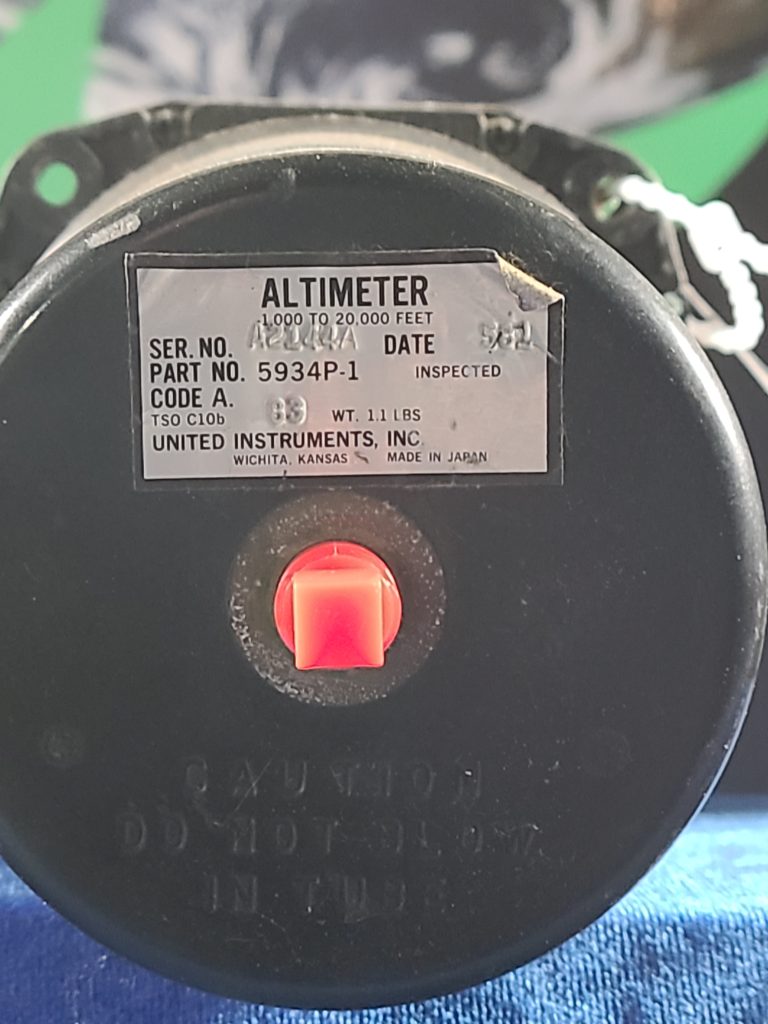 ALTIMETER
-1,000 TO 20,000 FEET
SER. NO. DATE
PART NO. 5934P-1 INSPECTED
CODE A.
TSO C10b 83 WT. 1.1 LBS
UNITED INSTRUMENTS, INC.
WICHITA, KANSAS MADE IN JAPAN
CAUTION
DO NOT BLOW
IN TUBE